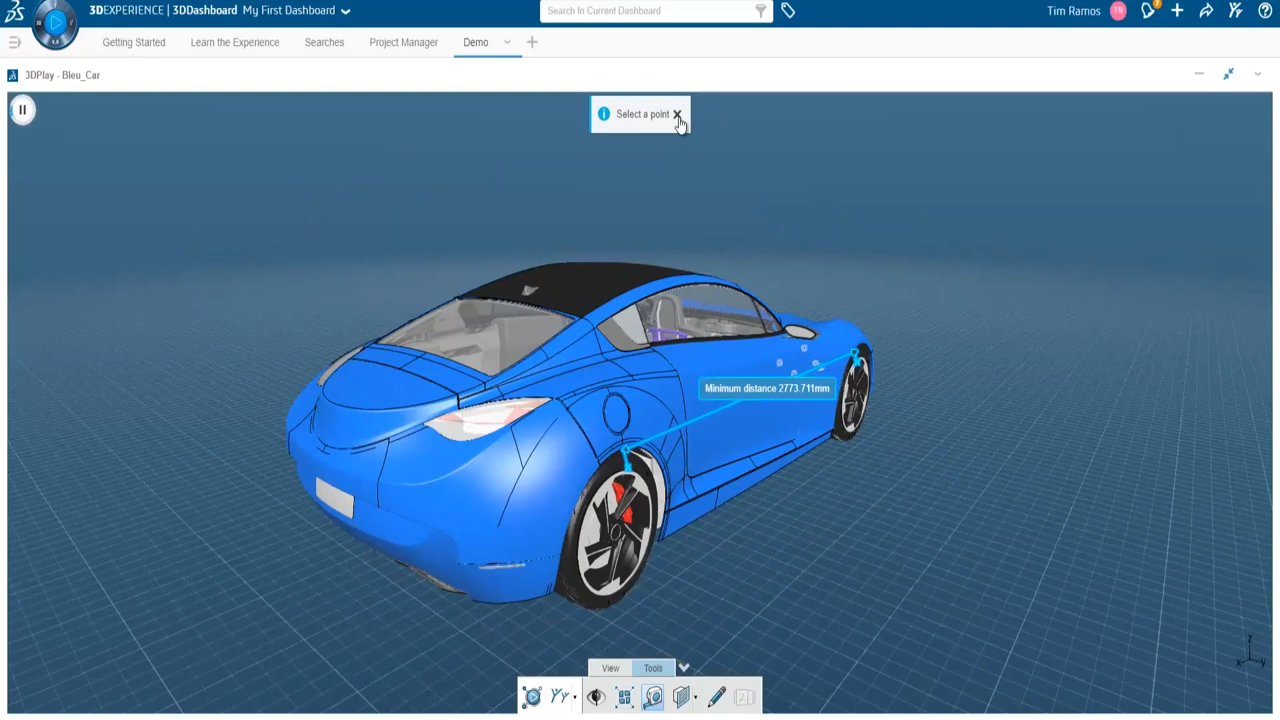 3DEXPERIENCE | 3DDashboard My First Dashboard
Search In Current Dashboard
Tim Ramos TR
Getting Started Learn the Experience Searches Project Manager Demo
3DPlay - Bleu_Car
Select a point
Minimum distance 2773.711mm
View Tools
z
x y